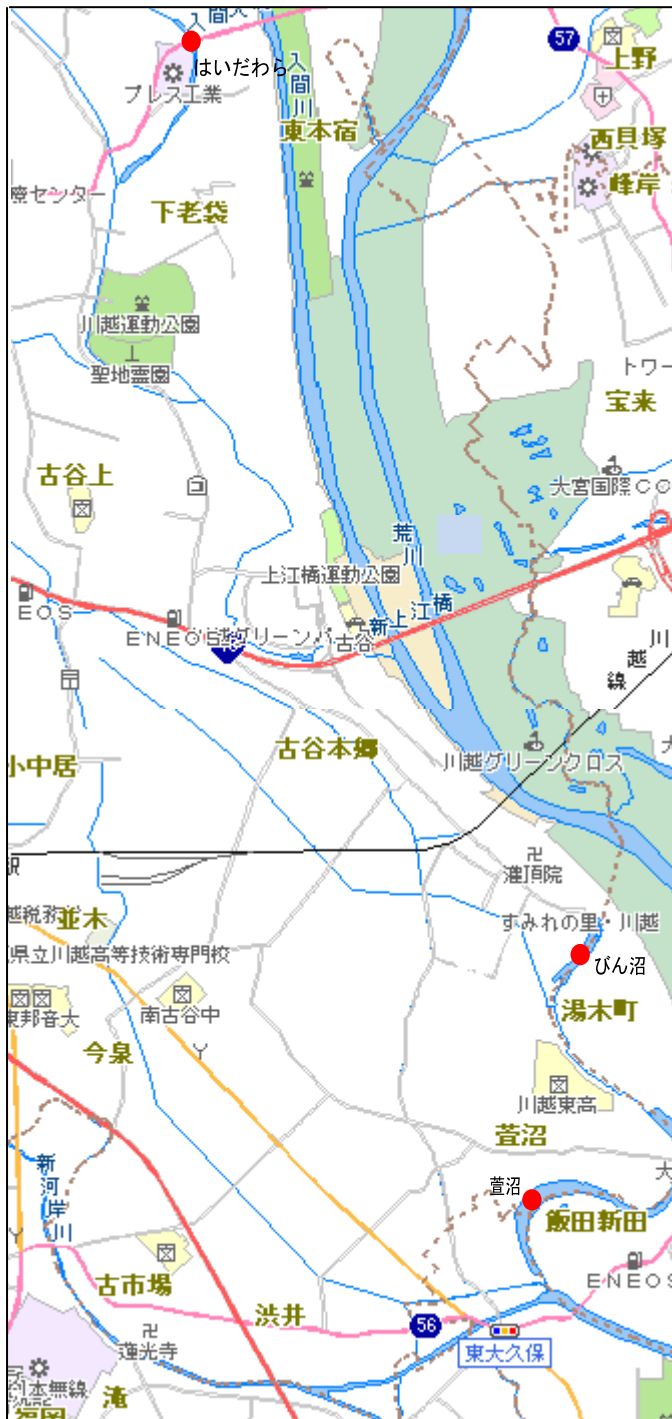 入間大
57
上野
はいだわら
プレス工業
入間川
東本宿
西貝塚
峰岸
療センター
下老袋
川越運動公園
聖地霊園
トワー
宝来
古谷上
大宮国際CC
荒川
上江橋運動公園
新上江橋
EOS
ENEOS
グリーンパ
古谷
川越線
古谷本郷
小中居
川越グリーンクロス
大
駅
灌頂院
越税務
並木
すみれの里・川越
県立川越高等技術専門校
びん沼
東邦音大
南古谷中
湯木町
今泉
川越東高
萱沼
新河岸川
大
萱沼
飯田新田
古市場
ENEOS
渋井
56
蓮光寺
東大久保
日本無線
滝
福岡